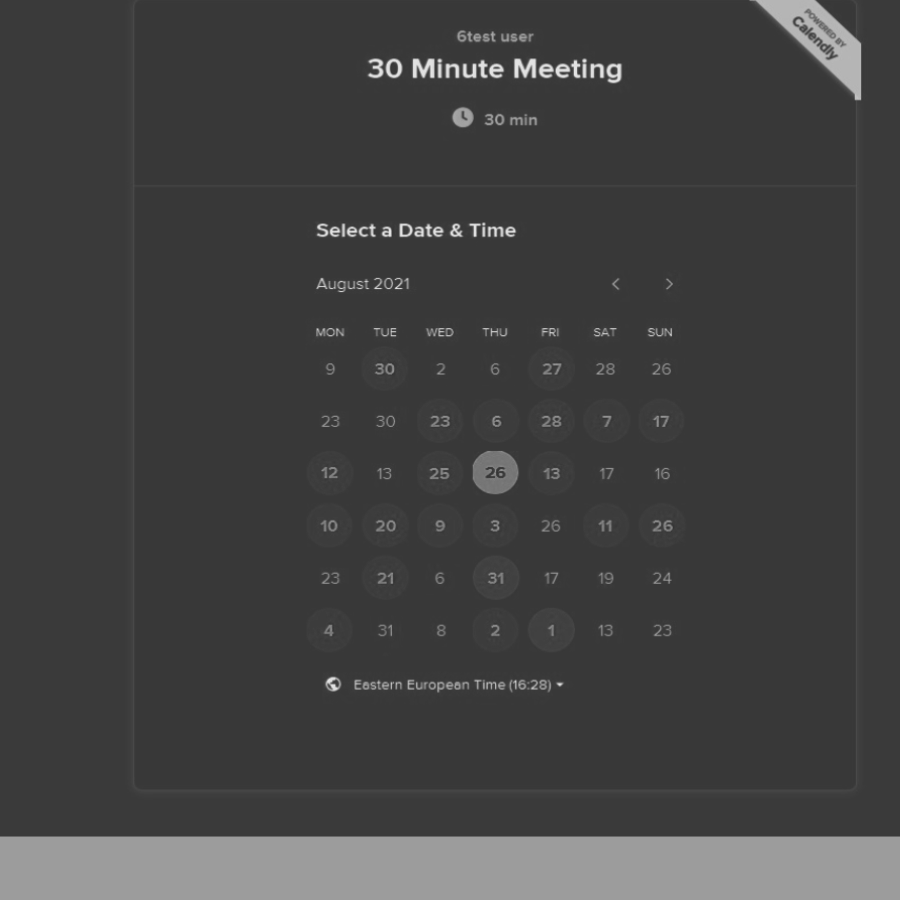 6test user
POWERED BY
Calendly
30 Minute Meeting
30 min
Select a Date & Time
August 2021
MON TUE WED THU FRI SAT SUN
9 30 2 6 27 28 26
23 30 23 6 28 7 17
12 13 25 26 13 17 16
10 20 9 3 26 11 26
23 21 6 31 17 19 24
4 31 8 2 1 13 23
Eastern European Time (16:28)